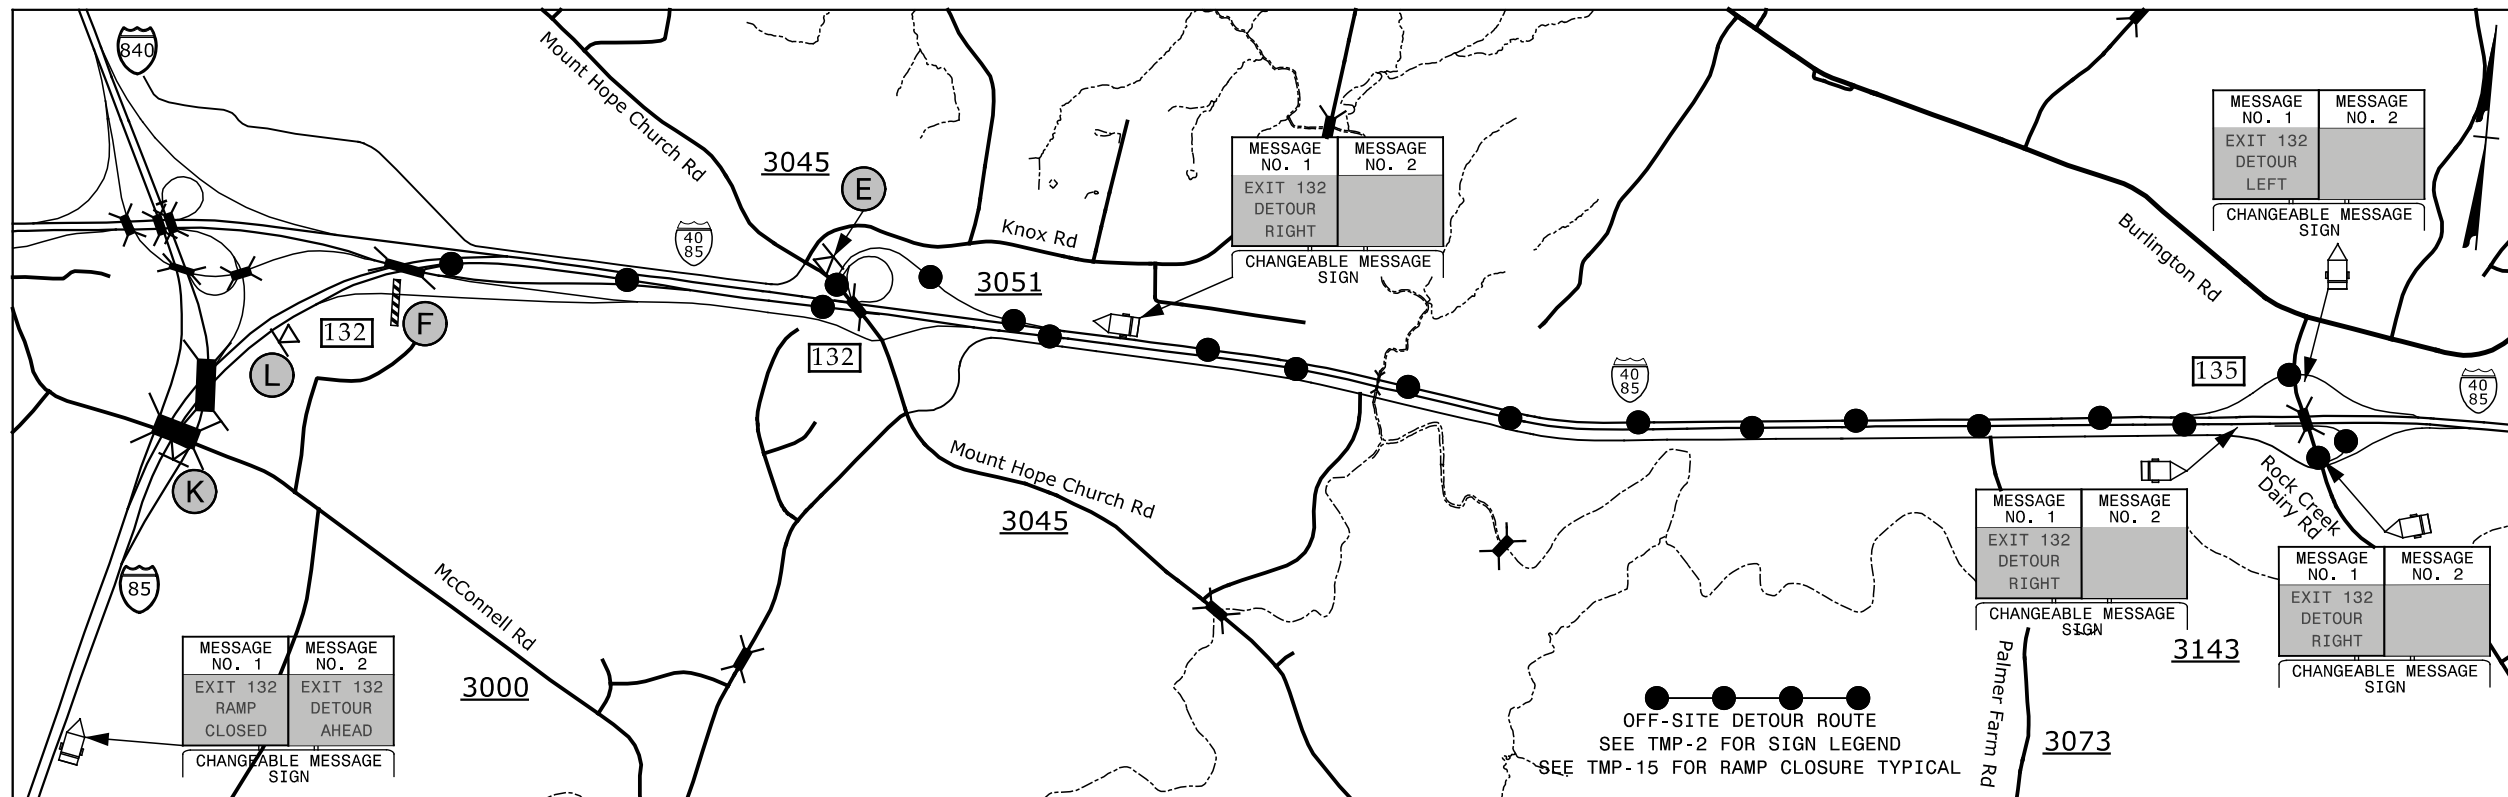 840
Mount Hope Church Rd
3045
E
40
85
Knox Rd
3051
MESSAGE
NO. 1
MESSAGE
NO. 2
EXIT 132
DETOUR
RIGHT
CHANGEABLE MESSAGE
SIGN
MESSAGE
NO. 1
MESSAGE
NO. 2
EXIT 132
DETOUR
LEFT
CHANGEABLE MESSAGE
SIGN
Burlington Rd
132
F
L
132
40
85
135
40
85
K
Mount Hope Church Rd
3045
Rock Creek
Dairy Rd
MESSAGE
NO. 1
MESSAGE
NO. 2
EXIT 132
DETOUR
RIGHT
CHANGEABLE MESSAGE
SIGN
MESSAGE
NO. 1
MESSAGE
NO. 2
EXIT 132
DETOUR
RIGHT
CHANGEABLE MESSAGE
SIGN
85
McConnell Rd
3000
MESSAGE
NO. 1
MESSAGE
NO. 2
EXIT 132
RAMP
CLOSED
EXIT 132
DETOUR
AHEAD
CHANGEABLE MESSAGE
SIGN
3143
Palmer Farm Rd
3073
OFF-SITE DETOUR ROUTE
SEE TMP-2 FOR SIGN LEGEND
SEE TMP-15 FOR RAMP CLOSURE TYPICAL